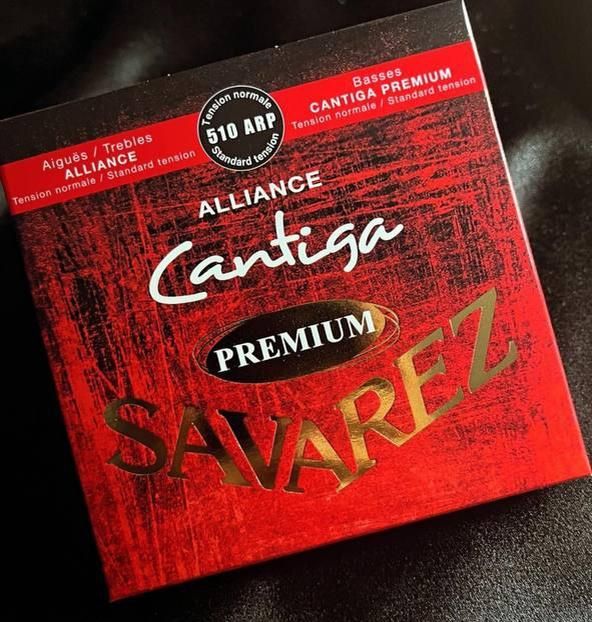 Aiguës / Trebles
ALLIANCE
Tension normale / Standard tension
Tension normale
510 ARP
Standard tension
Basses
CANTIGA PREMIUM
Tension normale / Standard tension
ALLIANCE
Cantiga
PREMIUM
SAVAREZ